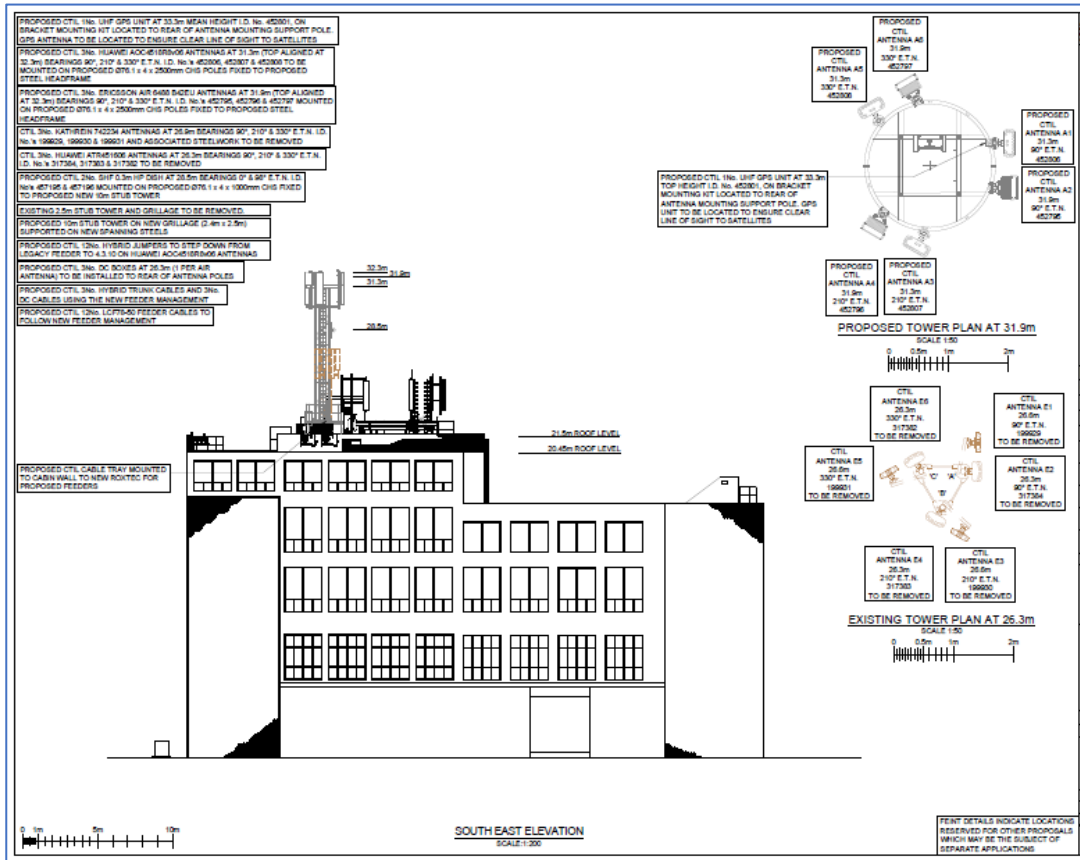 PROPOSED CTIL 1No. UHF GPS UNIT AT 33.3m MEAN HEIGHT I.D. No. 452801, ON
BRACKET MOUNTING KIT LOCATED TO REAR OF ANTENNA MOUNTING SUPPORT POLE.
GPS ANTENNA TO BE LOCATED TO ENSURE CLEAR LINE OF SIGHT TO SATELLITES
PROPOSED CTIL 3No. HUAWEI AOC4518R8v06 ANTENNAS AT 31.3m (TOP ALIGNED AT
32.3m) BEARINGS 90°, 210° & 330° E.T.N. I.D. No.'s 452806, 452807 & 452808 TO BE
MOUNTED ON PROPOSED Ø76.1 x 4 x 2500mm CHS POLES FIXED TO PROPOSED
STEEL HEADFRAME
PROPOSED CTIL 3No. ERICSSON AIR 6488 B42EU ANTENNAS AT 31.9m (TOP ALIGNED
AT 32.3m) BEARINGS 90°, 210° & 330° E.T.N. I.D. No.'s 452795, 452796 & 452797 MOUNTED
ON PROPOSED Ø76.1 x 4 x 2500mm CHS POLES FIXED TO PROPOSED STEEL
HEADFRAME
CTIL 3No. KATHREIN 742234 ANTENNAS AT 26.9m BEARINGS 90°, 210° & 330° E.T.N. I.D.
No.'s 199929, 199930 & 199931 AND ASSOCIATED STEELWORK TO BE REMOVED
CTIL 3No. HUAWEI ATR451606 ANTENNAS AT 26.3m BEARINGS 90°, 210° & 330° E.T.N.
I.D. No.'s 317384, 317383 & 317382 TO BE REMOVED
PROPOSED CTIL 2No. SHF 0.3m HP DISH AT 28.5m BEARINGS 0° & 96° E.T.N. I.D.
No's 457195 & 457196 MOUNTED ON PROPOSED Ø76.1 x 4 x 1000mm CHS FIXED
TO PROPOSED NEW 10m STUB TOWER
EXISTING 2.5m STUB TOWER AND GRILLAGE TO BE REMOVED.
PROPOSED 10m STUB TOWER ON NEW GRILLAGE (2.4m x 2.5m)
SUPPORTED ON NEW SPANNING STEELS
PROPOSED CTIL 12No. HYBRID JUMPERS TO STEP DOWN FROM
LEGACY FEEDER TO 4.3.10 ON HUAWEI AOC4518R8v06 ANTENNAS
PROPOSED CTIL 3No. DC BOXES AT 26.3m (1 PER AIR
ANTENNA) TO BE INSTALLED TO REAR OF ANTENNA POLES
PROPOSED CTIL 3No. HYBRID TRUNK CABLES AND 3No.
DC CABLES USING THE NEW FEEDER MANAGEMENT
PROPOSED CTIL 12No. LCF78-50 FEEDER CABLES TO
FOLLOW NEW FEEDER MANAGEMENT
32.3m
31.9m
31.3m
28.5m
21.5m ROOF LEVEL
20.45m ROOF LEVEL
PROPOSED CTIL CABLE TRAY MOUNTED
TO CABIN WALL TO NEW ROXTEC FOR
PROPOSED FEEDERS
0 1m 5m 10m
SOUTH EAST ELEVATION
SCALE:1:200
PROPOSED
CTIL
ANTENNA A6
31.9m
330° E.T.N.
452797
PROPOSED
CTIL
ANTENNA A5
31.3m
330° E.T.N.
452808
PROPOSED
CTIL
ANTENNA A1
31.3m
90° E.T.N.
452806
PROPOSED
CTIL
ANTENNA A2
31.9m
90° E.T.N.
452795
PROPOSED CTIL 1No. UHF GPS UNIT AT 33.3m
TOP HEIGHT I.D. No. 452801, ON BRACKET
MOUNTING KIT LOCATED TO REAR OF
ANTENNA MOUNTING SUPPORT POLE. GPS
UNIT TO BE LOCATED TO ENSURE CLEAR
LINE OF SIGHT TO SATELLITES
PROPOSED
CTIL
ANTENNA A4
31.9m
210° E.T.N.
452796
PROPOSED
CTIL
ANTENNA A3
31.3m
210° E.T.N.
452807
PROPOSED TOWER PLAN AT 31.9m
SCALE 1:50
0 0.5m 1m 2m
CTIL
ANTENNA E6
26.3m
330° E.T.N.
317382
TO BE REMOVED
CTIL
ANTENNA E1
26.6m
90° E.T.N.
199929
TO BE REMOVED
CTIL
ANTENNA E5
26.6m
330° E.T.N.
199931
TO BE REMOVED
CTIL
ANTENNA E2
26.3m
90° E.T.N.
317384
TO BE REMOVED
'C' 'A'
'B'
CTIL
ANTENNA E4
26.3m
210° E.T.N.
317383
TO BE REMOVED
CTIL
ANTENNA E3
26.6m
210° E.T.N.
199930
TO BE REMOVED
EXISTING TOWER PLAN AT 26.3m
SCALE 1:50
0 0.5m 1m 2m
FEINT DETAILS INDICATE LOCATIONS
RESERVED FOR OTHER PROPOSALS
WHICH MAY BE THE SUBJECT OF
SEPARATE APPLICATIONS